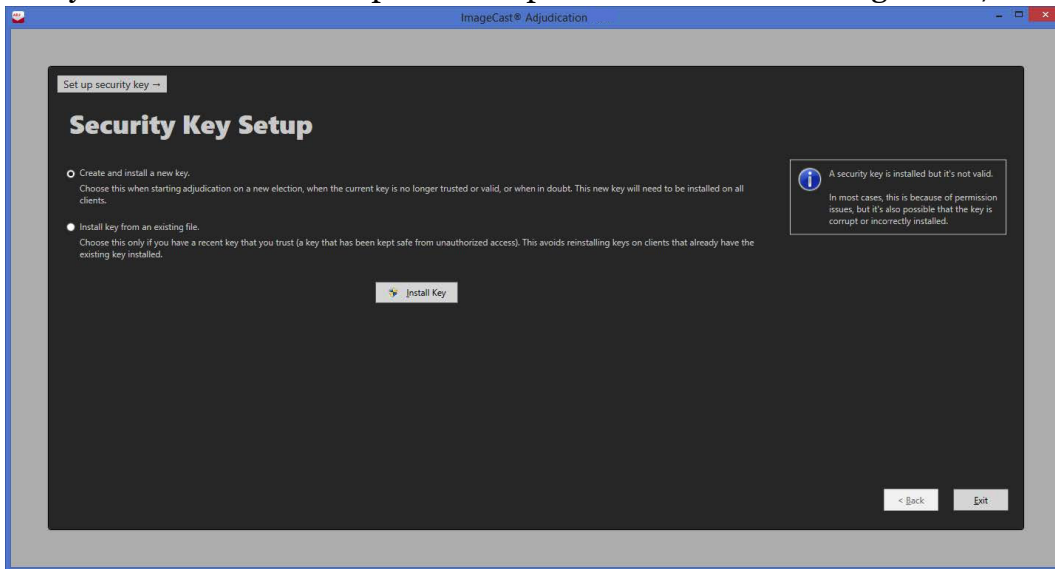 ImageCast® Adjudication
Set up security key →
Security Key Setup
Create and install a new key.
Choose this when starting adjudication on a new election, when the current key is no longer trusted or valid, or when in doubt. This new key will need to be installed on all
clients.
Install key from an existing file.
Choose this only if you have a recent key that you trust (a key that has been kept safe from unauthorized access). This avoids reinstalling keys on clients that already have the
existing key installed.
Install Key
A security key is installed but it's not valid.
In most cases, this is because of permission
issues, but it's also possible that the key is
corrupt or incorrectly installed.
< Back
Exit